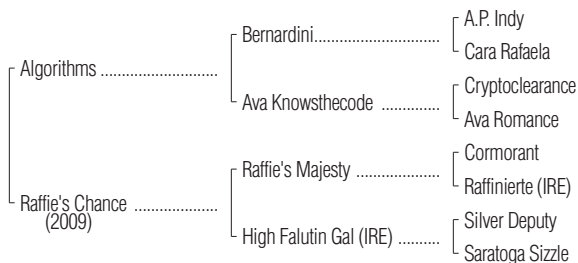 A.P. Indy
Bernardini..............................
Cara Rafaela
Algorithms ............................
Cryptoclearance
Ava Knowsthecode ..............
Ava Romance
Cormorant
Raffie's Majesty ....................
Raffinierte (IRE)
Raffie's Chance ....................
(2009)
Silver Deputy
High Falutin Gal (IRE) ..........
Saratoga Sizzle